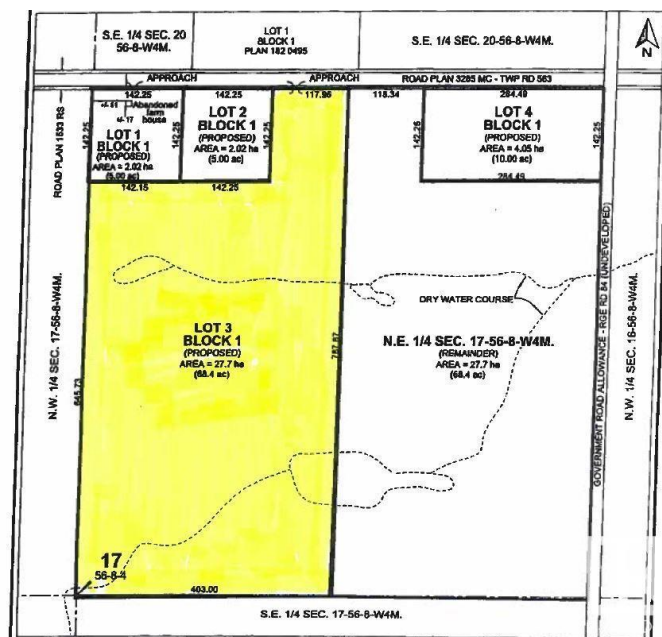 S.E. 1/4 SEC. 20
56-8-W4M.
LOT 1
BLOCK 1
PLAN 182 0495
S.E. 1/4 SEC. 20-56-8-W4M.
APPROACH
APPROACH
ROAD PLAN 3285 MC - TWP RD 563
142.25
142.25
117.95
118.34
284.49
Abandoned
farm
house
+/- 17
LOT 1
BLOCK 1
(PROPOSED)
AREA = 2.02 ha
(5.00 ac)
142.25
142.25
142.15
LOT 2
BLOCK 1
(PROPOSED)
AREA = 2.02 ha
(5.00 ac)
142.25
142.25
LOT 4
BLOCK 1
(PROPOSED)
AREA = 4.05 ha
(10.00 ac)
142.25
142.25
284.49
ROAD PLAN 1533 RS
N.W. 1/4 SEC. 17-56-8-W4M.
645.73
LOT 3
BLOCK 1
(PROPOSED)
AREA = 27.7 ha
(68.4 ac)
787.87
DRY WATER COURSE
N.E. 1/4 SEC. 17-56-8-W4M.
(REMAINDER)
AREA = 27.7 ha
(68.4 ac)
GOVERNMENT ROAD ALLOWANCE - RGE RD 84 (UNDEVELOPED)
N.W. 1/4 SEC. 16-56-8-W4M.
17
56-8-4
403.00
S.E. 1/4 SEC. 17-56-8-W4M.